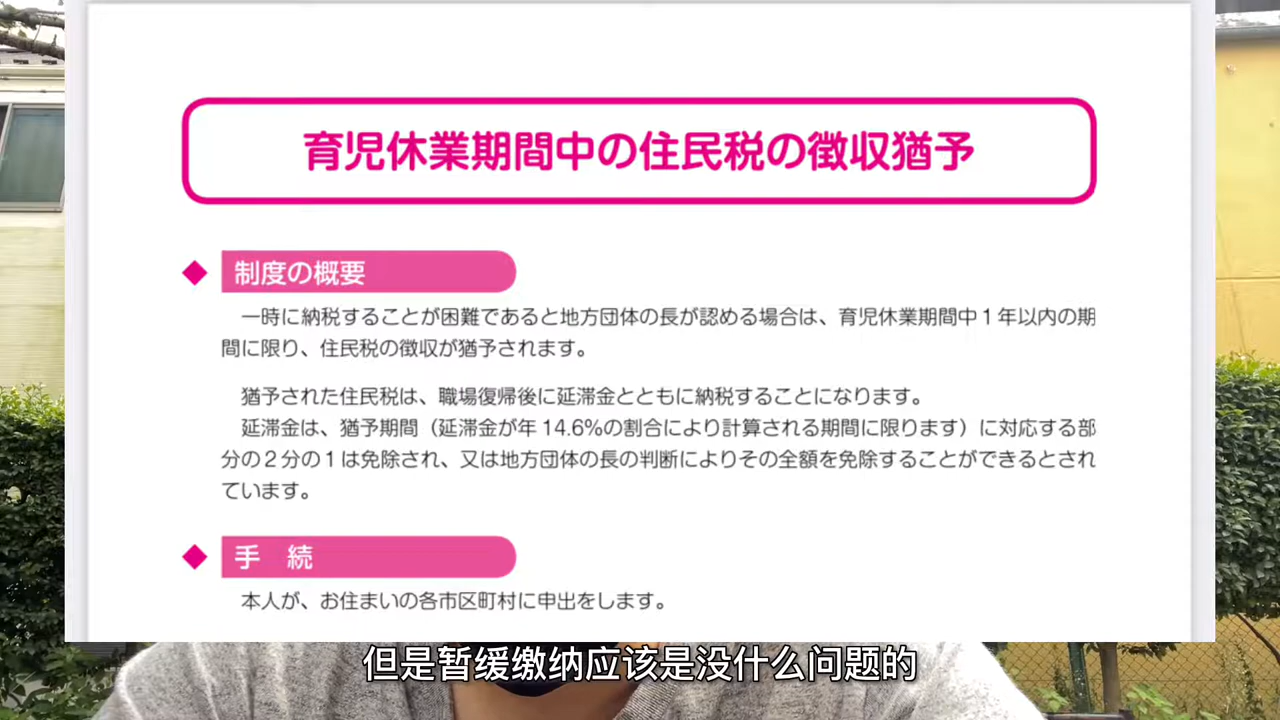 育児休業期間中の住民税の徴収猶予
◆ 制度の概要
一時に納税することが困難であると地方団体の長が認める場合は、育児休業期間中1年以内の期
間に限り、住民税の徴収が猶予されます。
猶予された住民税は、職場復帰後に延滞金とともに納税することになります。
延滞金は、猶予期間（延滞金が年14.6%の割合により計算される期間に限ります）に対応する部
分の2分の1は免除され、又は地方団体の長の判断によりその全額を免除することができるとされ
ています。
◆ 手 続
本人が、お住まいの各市区町村に申出をします。
但是暂缓缴纳应该是没什么问题的